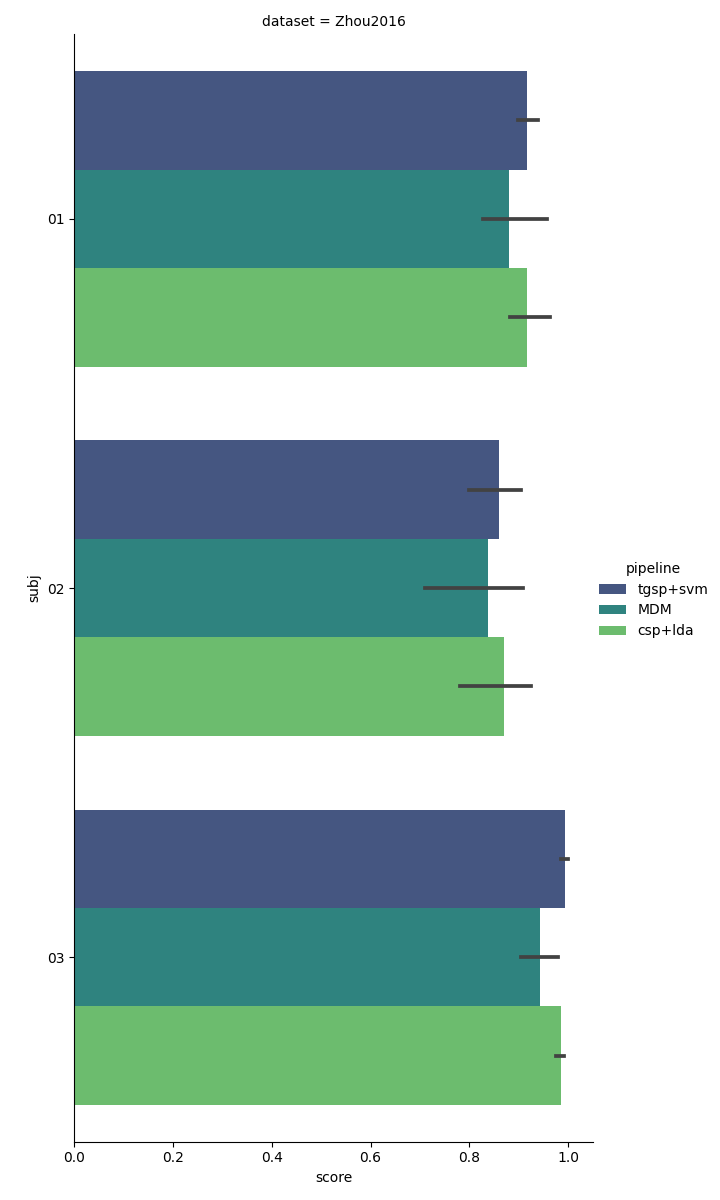 dataset = Zhou2016
01
02
03
subj
0.0 0.2 0.4 0.6 0.8 1.0
score
pipeline
tgsp+svm
MDM
csp+lda